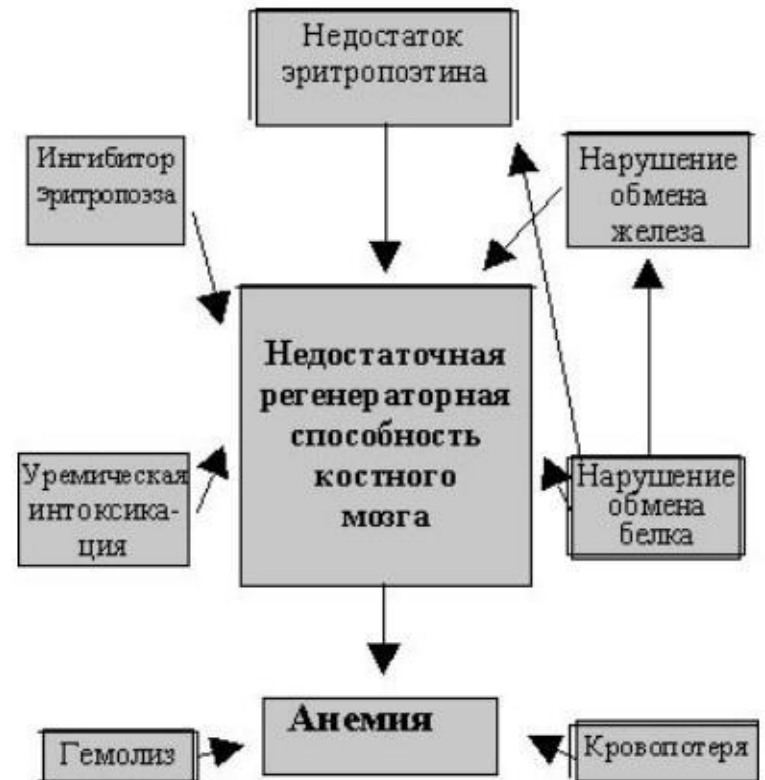 Недостаток
эритропоэтина
Ингибитор
эритропоэза
Нарушение
обмена
железа
Недостаточная
регенераторная
способность
костного
мозга
Уремическая
интоксика-
ция
Нарушение
обмена
белка
Анемия
Гемолиз
Кровопотеря